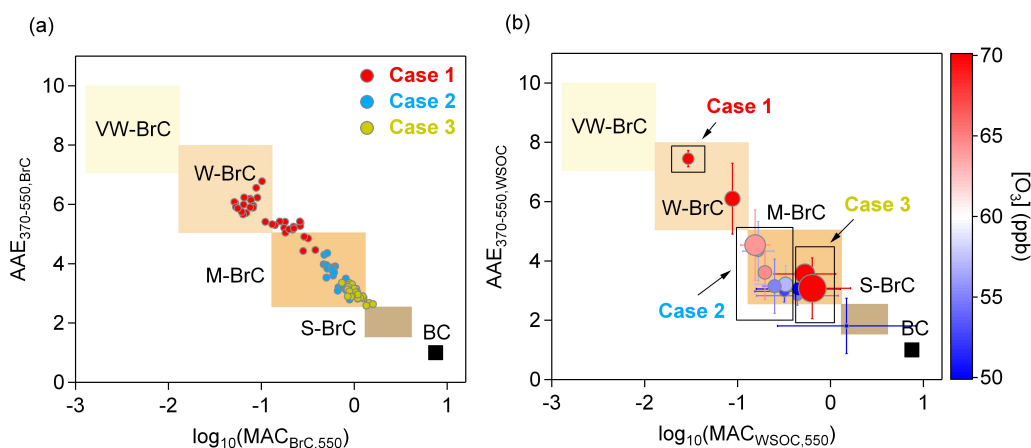 (a)
AAE370-550,BrC
12
10
8
6
4
2
0
VW-BrC
W-BrC
M-BrC
S-BrC
BC
Case 1
Case 2
Case 3
-3
-2
-1
0
1
log10(MACBrC,550)
(b)
AAE370-550,WSOC
12
10
8
6
4
2
0
VW-BrC
Case 1
W-BrC
M-BrC
Case 3
Case 2
S-BrC
BC
-3
-2
-1
0
1
log10(MACWSOC,550)
70
65
60
55
50
[O3] (ppb)